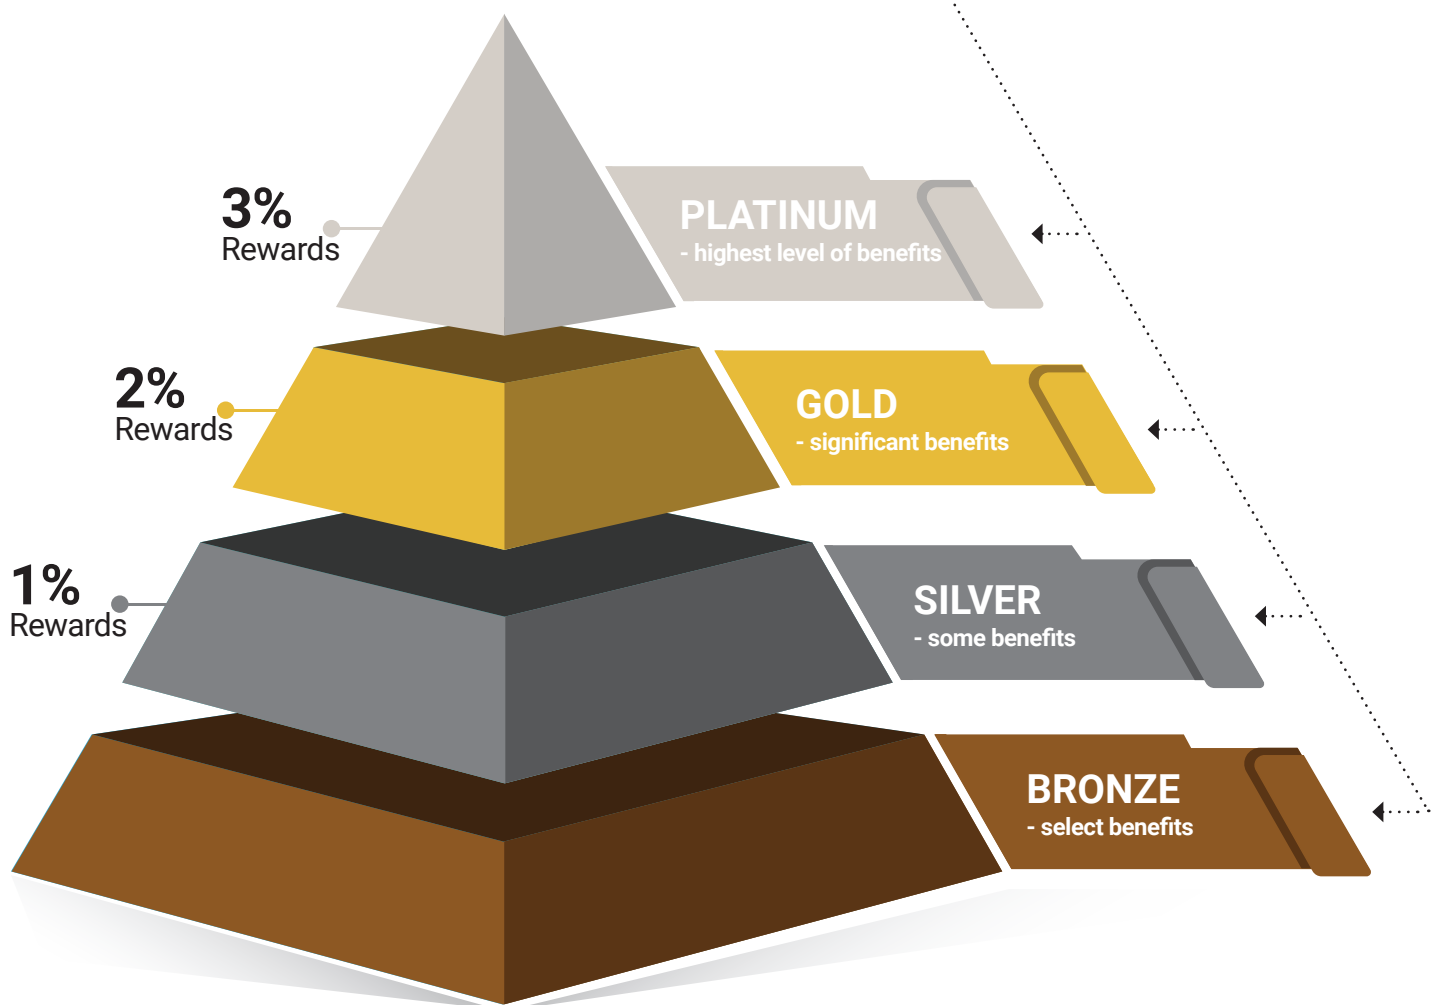 3%
Rewards
PLATINUM
- highest level of benefits
2%
Rewards
GOLD
- significant benefits
1%
Rewards
SILVER
- some benefits
BRONZE
- select benefits